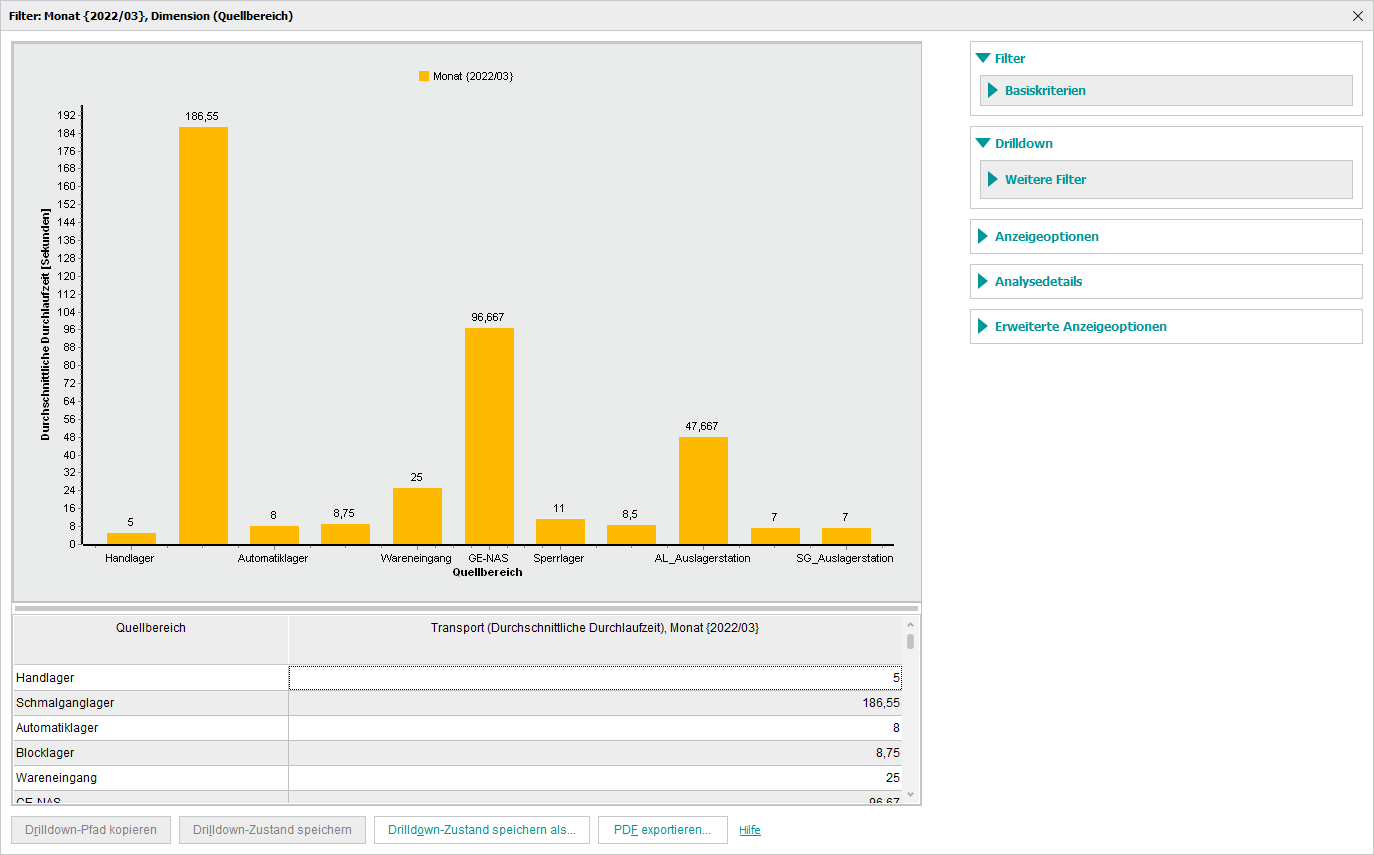 Filter: Monat {2022/03}, Dimension (Quellbereich)
Monat {2022/03}
Durchschnittliche Durchlaufzeit [Sekunden]
192
184
176
168
160
152
144
136
128
120
112
104
96
88
80
72
64
56
48
40
32
24
16
8
0
5
186,55
8
8,75
25
96,667
11
8,5
47,667
7
7
Handlager
Automatiklager
Wareneingang
GE-NAS
Sperrlager
AL_Auslagerstation
SG_Auslagerstation
Quellbereich
Quellbereich Transport (Durchschnittliche Durchlaufzeit), Monat {2022/03}
Handlager 5
Schmalganglager 186,55
Automatiklager 8
Blocklager 8,75
Wareneingang 25
GE-NAS 96,67
Drilldown-Pfad kopieren
Drilldown-Zustand speichern
Drilldown-Zustand speichern als...
PDF exportieren...
Hilfe
Filter
Basiskriterien
Drilldown
Weitere Filter
Anzeigeoptionen
Analysedetails
Erweiterte Anzeigeoptionen